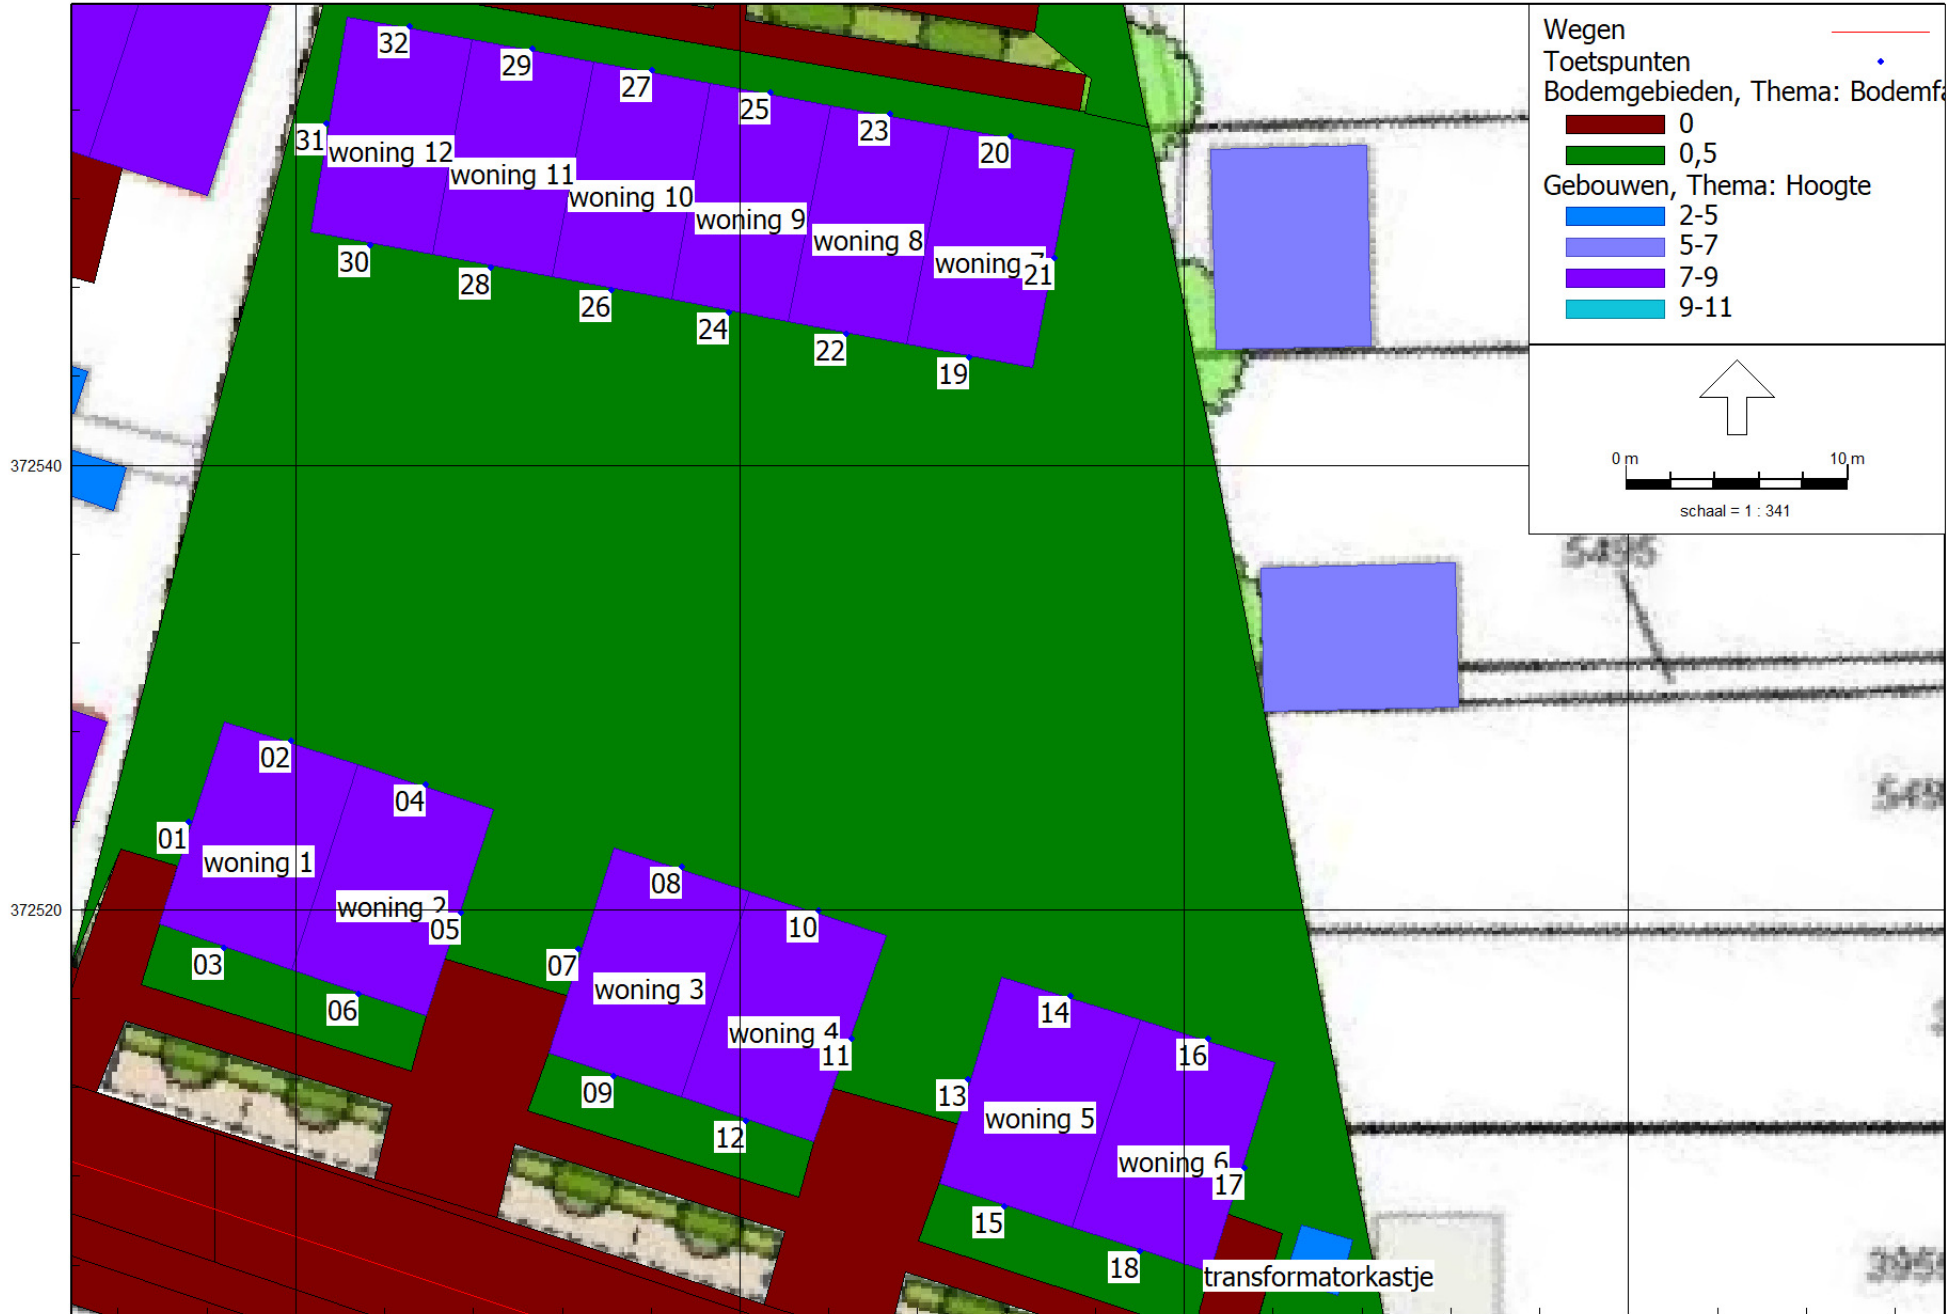 32
29
27
25
23
20
31
woning 12
woning 11
woning 10
woning 9
woning 8
woning 7
21
30
28
26
24
22
19
Wegen
Toetspunten
Bodemgebieden, Thema: Bodemfa
0
0,5
Gebouwen, Thema: Hoogte
2-5
5-7
7-9
9-11
0 m 10 m
schaal = 1 : 341
372540
5495
02
04
01
woning 1
woning 2
05
03
06
372520
08
10
07
woning 3
woning 4
11
09
12
14
16
13
woning 5
woning 6
17
15
18
transformatorkastje